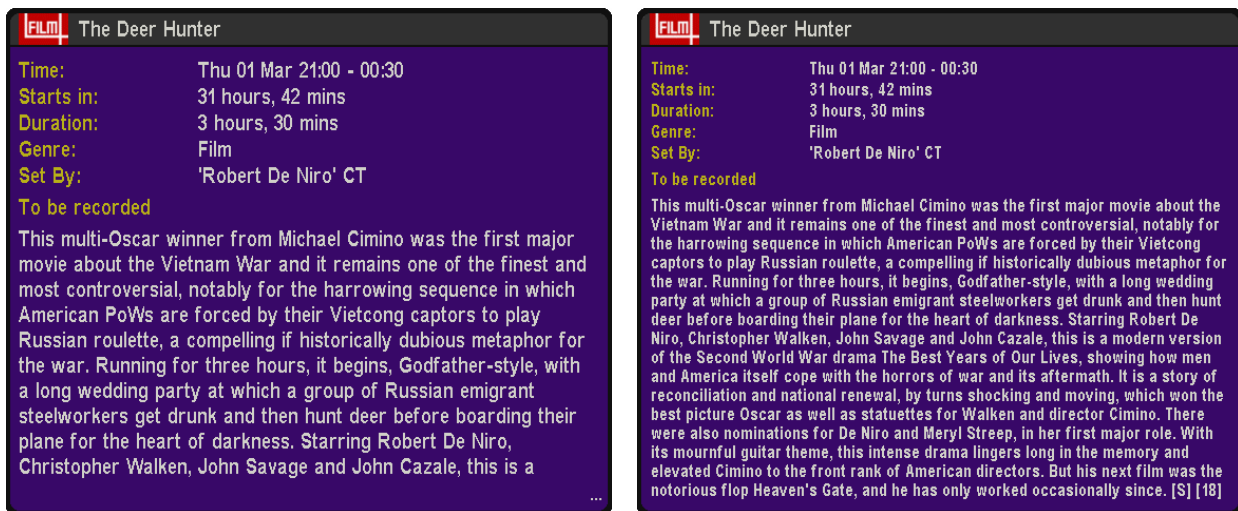 FILM The Deer Hunter
Time: Thu 01 Mar 21:00 - 00:30
Starts in: 31 hours, 42 mins
Duration: 3 hours, 30 mins
Genre: Film
Set By: 'Robert De Niro' CT
To be recorded
This multi-Oscar winner from Michael Cimino was the first major
movie about the Vietnam War and it remains one of the finest and
most controversial, notably for the harrowing sequence in which
American PoWs are forced by their Vietcong captors to play
Russian roulette, a compelling if historically dubious metaphor for
the war. Running for three hours, it begins, Godfather-style, with
a long wedding party at which a group of Russian emigrant
steelworkers get drunk and then hunt deer before boarding their
plane for the heart of darkness. Starring Robert De Niro,
Christopher Walken, John Savage and John Cazale, this is a
...
FILM The Deer Hunter
Time: Thu 01 Mar 21:00 - 00:30
Starts in: 31 hours, 42 mins
Duration: 3 hours, 30 mins
Genre: Film
Set By: 'Robert De Niro' CT
To be recorded
This multi-Oscar winner from Michael Cimino was the first major movie about the
Vietnam War and it remains one of the finest and most controversial, notably for
the harrowing sequence in which American PoWs are forced by their Vietcong
captors to play Russian roulette, a compelling if historically dubious metaphor for
the war. Running for three hours, it begins, Godfather-style, with a long wedding
party at which a group of Russian emigrant steelworkers get drunk and then hunt
deer before boarding their plane for the heart of darkness. Starring Robert De
Niro, Christopher Walken, John Savage and John Cazale, this is a modern version
of the Second World War drama The Best Years of Our Lives, showing how men
and America itself cope with the horrors of war and its aftermath. It is a story of
reconciliation and national renewal, by turns shocking and moving, which won the
best picture Oscar as well as statuettes for Walken and director Cimino. There
were also nominations for De Niro and Meryl Streep, in her first major role. With
its mournful guitar theme, this intense drama lingers long in the memory and
elevated Cimino to the front rank of American directors. But his next film was the
notorious flop Heaven's Gate, and he has only worked occasionally since. [S] [18]